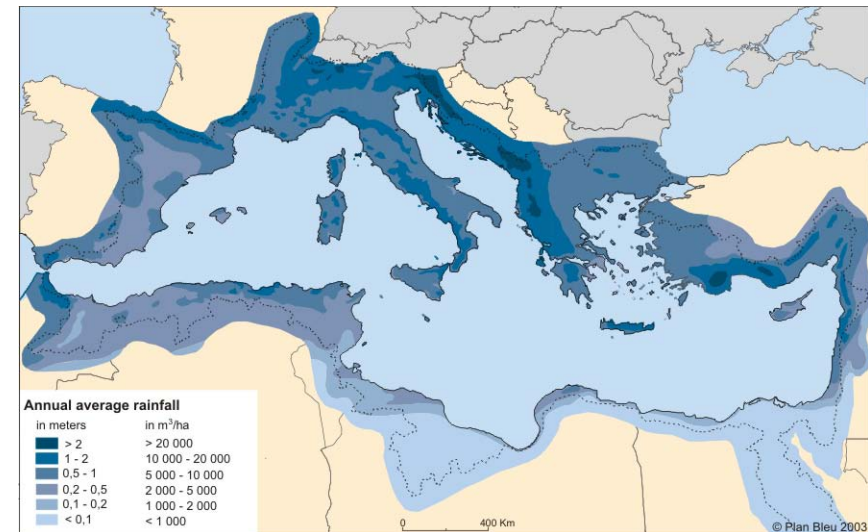 Annual average rainfall
in meters in m³/ha
> 2 > 20 000
1 - 2 10 000 - 20 000
0,5 - 1 5 000 - 10 000
0,2 - 0,5 2 000 - 5 000
0,1 - 0,2 1 000 - 2 000
< 0,1 < 1 000
0 400 Km
© Plan Bleu 2003